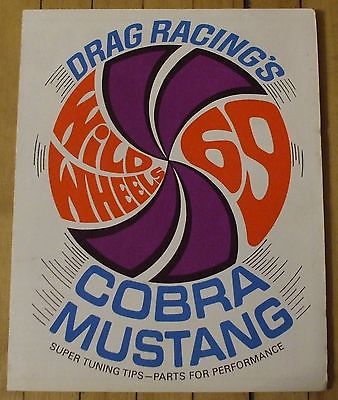 DRAG RACING'S
WILD
WHEELS
69
COBRA
MUSTANG
SUPER TUNING TIPS—PARTS FOR PERFORMANCE